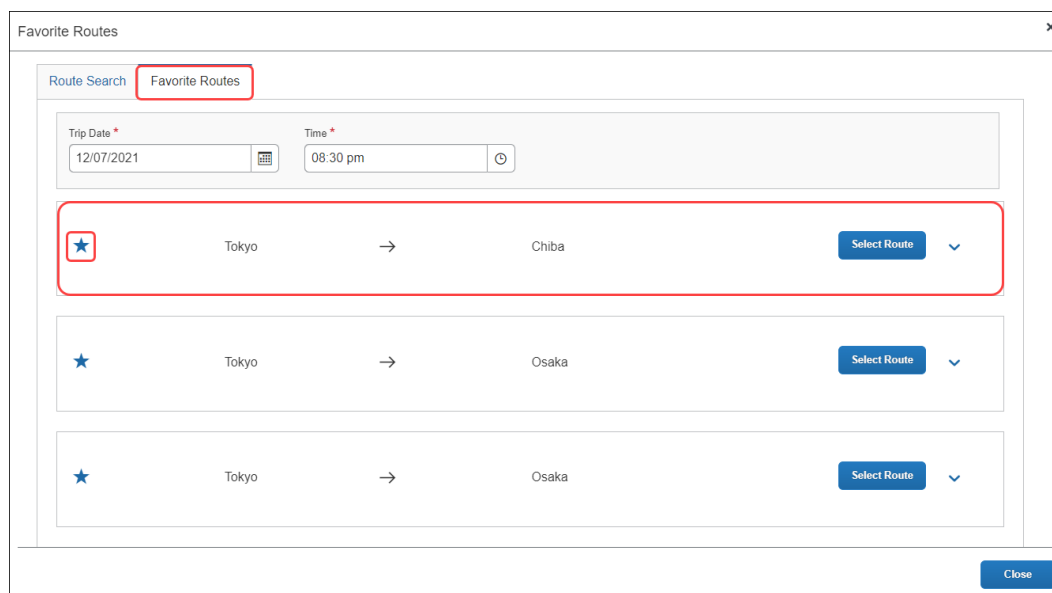 Favorite Routes
Route Search Favorite Routes
Trip Date * Time *
12/07/2021 08:30 pm
Tokyo → Chiba Select Route
Tokyo → Osaka Select Route
Tokyo → Osaka Select Route
Close